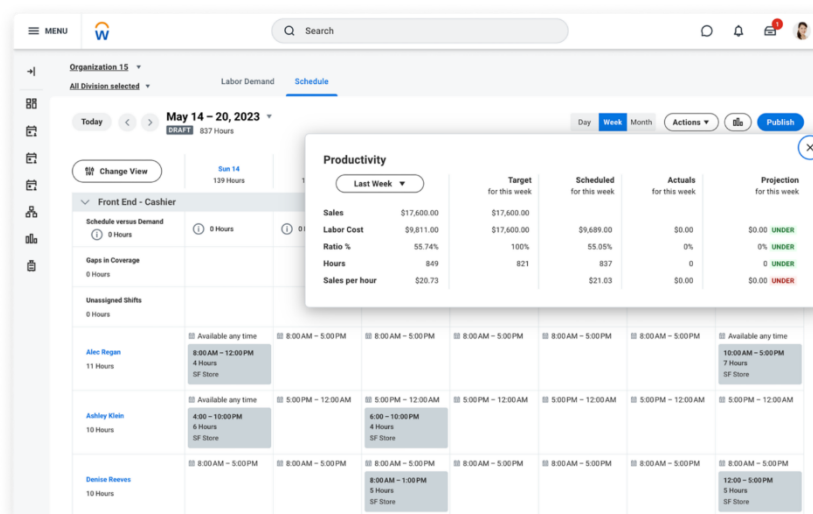 MENU
Search
1
Organization 15
All Division selected
Labor Demand
Schedule
Today
May 14 – 20, 2023
DRAFT 837 Hours
Day Week Month
Actions
Publish
Change View
Sun 14
139 Hours
Productivity
Last Week
Target
for this week
Scheduled
for this week
Actuals
for this week
Projection
for this week
Sales $17,600.00 $17,600.00
Labor Cost $9,811.00 $17,600.00 $9,689.00 $0.00 $0.00 UNDER
Ratio % 55.74% 100% 55.05% 0% 0% UNDER
Hours 849 821 837 0 0 UNDER
Sales per hour $20.73 $21.03 $0.00 $0.00 UNDER
Front End - Cashier
Schedule versus Demand
0 Hours
0 Hours
Gaps in Coverage
0 Hours
Unassigned Shifts
0 Hours
Alec Regan
11 Hours
Available any time 8:00 AM – 5:00 PM 8:00 AM – 5:00 PM 8:00 AM – 5:00 PM 8:00 AM – 5:00 PM 8:00 AM – 5:00 PM Available any time
8:00 AM – 12:00 PM
4 Hours
SF Store
10:00 AM – 5:00 PM
7 Hours
SF Store
Ashley Klein
10 Hours
Available any time 5:00 PM – 12:00 AM 5:00 PM – 12:00 AM 5:00 PM – 12:00 AM 5:00 PM – 12:00 AM 5:00 PM – 12:00 AM 5:00 PM – 12:00 AM
4:00 – 10:00 PM
6 Hours
SF Store
6:00 – 10:00 PM
4 Hours
SF Store
Denise Reeves
10 Hours
8:00 AM – 5:00 PM 8:00 AM – 5:00 PM 8:00 AM – 5:00 PM 8:00 AM – 5:00 PM 8:00 AM – 5:00 PM 8:00 AM – 5:00 PM 8:00 AM – 5:00 PM
8:00 AM – 1:00 PM
5 Hours
SF Store
12:00 – 5:00 PM
5 Hours
SF Store